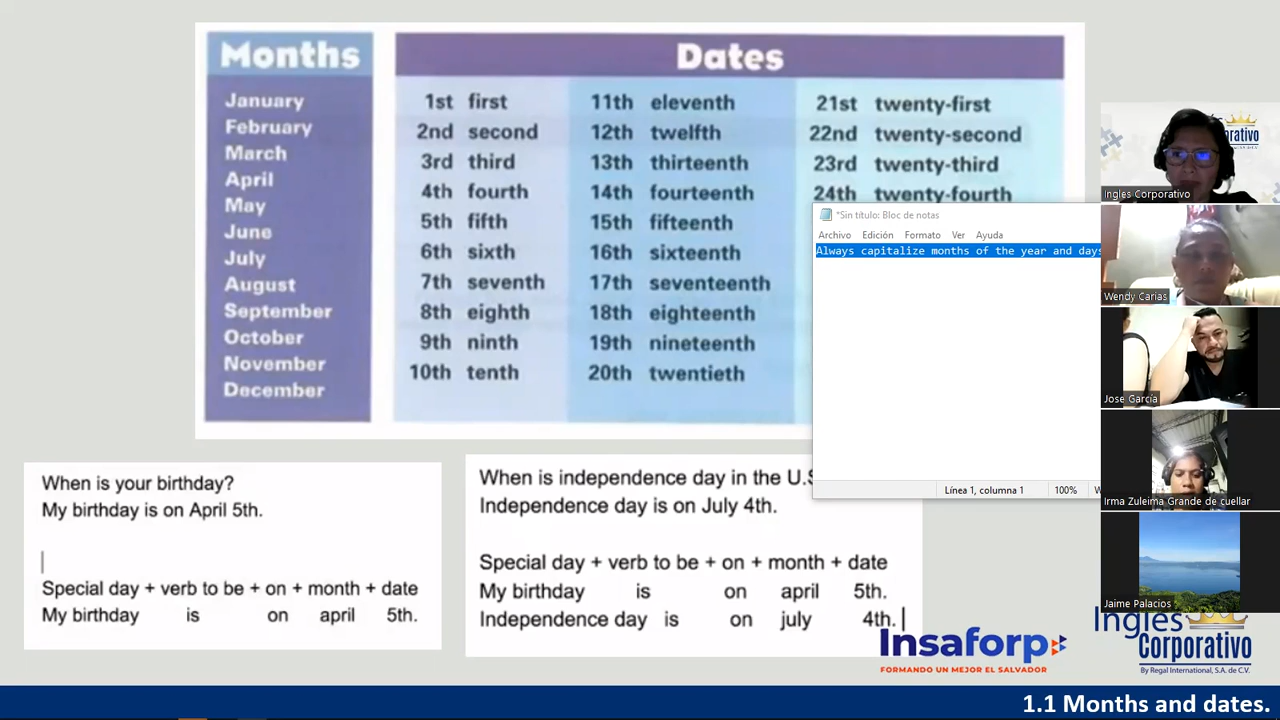 Months
January
February
March
April
May
June
July
August
September
October
November
December
Dates
1st first
2nd second
3rd third
4th fourth
5th fifth
6th sixth
7th seventh
8th eighth
9th ninth
10th tenth
11th eleventh
12th twelfth
13th thirteenth
14th fourteenth
15th fifteenth
16th sixteenth
17th seventeenth
18th eighteenth
19th nineteenth
20th twentieth
21st twenty-first
22nd twenty-second
23rd twenty-third
24th twenty-fourth
*Sin título: Bloc de notas
Archivo Edición Formato Ver Ayuda
Always capitalize months of the year and days
Línea 1, columna 1 100%
When is your birthday?
My birthday is on April 5th.
Special day + verb to be + on + month + date
My birthday is on april 5th.
When is independence day in the U.S
Independence day is on July 4th.
Special day + verb to be + on + month + date
My birthday is on april 5th.
Independence day is on july 4th.
Ingles Corporativo
Wendy Carias
Jose García
Irma Zuleima Grande de cuellar
Jaime Palacios
Insaforp
FORMANDO UN MEJOR EL SALVADOR
Inglés
Corporativo
By Regal International, S.A. de C.V.
1.1 Months and dates.